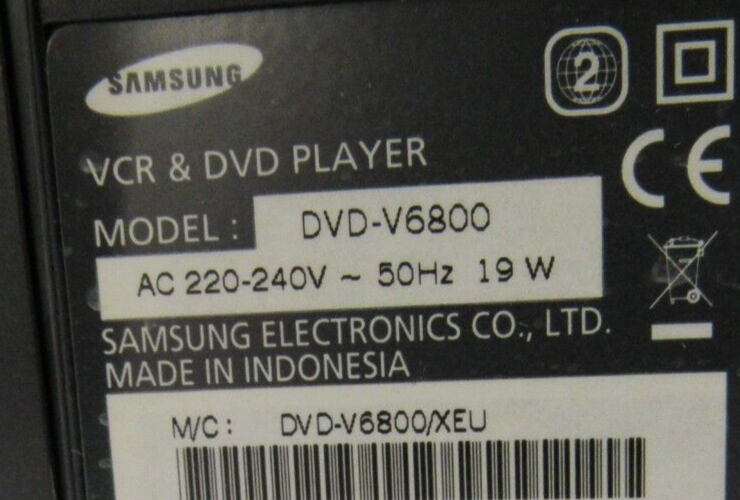 SAMSUNG
2
VCR & DVD PLAYER
CE
MODEL : DVD-V6800
AC 220-240V ~ 50Hz 19 W
SAMSUNG ELECTRONICS CO., LTD.
MADE IN INDONESIA
M/C : DVD-V6800/XEU